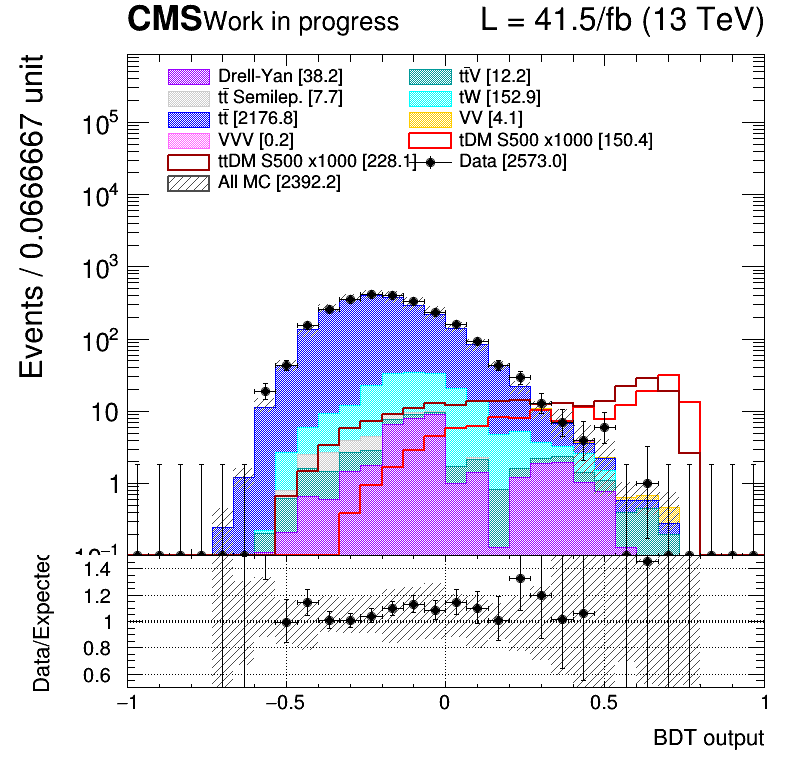 CMS Work in progress L = 41.5/fb (13 TeV)
Events / 0.0666667 unit
Drell-Yan [38.2] tt̄V [12.2]
tt̄ Semilep. [7.7] tW [152.9]
tt̄ [2176.8] VV [4.1]
VVV [0.2] tDM S500 x1000 [150.4]
ttDM S500 x1000 [228.1] Data [2573.0]
All MC [2392.2]
10⁵
10⁴
10³
10²
10
1
10⁻¹
Data/Expected
1.4
1.2
1
0.8
0.6
−1 −0.5 0 0.5 1
BDT output